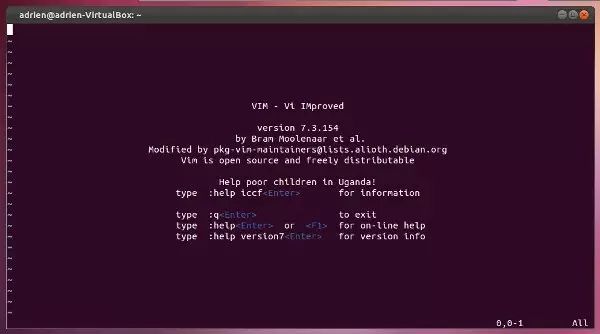 adrien@adrien-VirtualBox: ~
~
~
~
~
~
~
~ VIM - Vi IMproved
~
~ version 7.3.154
~ by Bram Moolenaar et al.
~ Modified by pkg-vim-maintainers@lists.alioth.debian.org
~ Vim is open source and freely distributable
~
~ Help poor children in Uganda!
~ type :help iccf<Enter> for information
~
~ type :q<Enter> to exit
~ type :help<Enter> or <F1> for on-line help
~ type :help version7<Enter> for version info
~
~
~
~
~
~
~
0,0-1 All